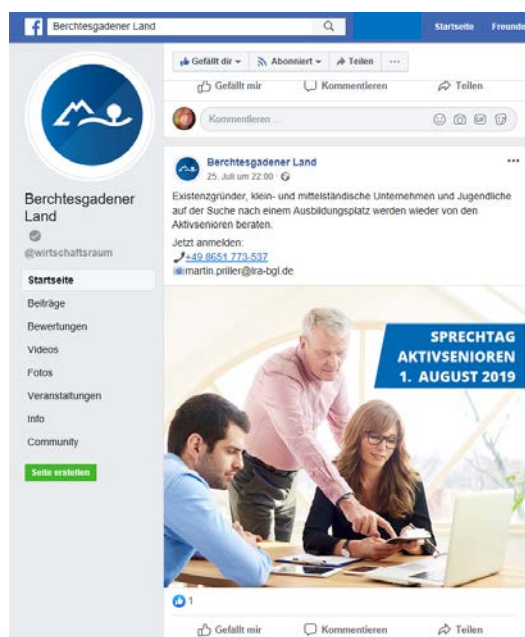 Berchtesgadener Land
Startseite Freunde
Gefällt dir Abonniert Teilen ...
Gefällt mir Kommentieren Teilen
Kommentieren ...
GIF
Berchtesgadener Land
25. Juli um 22:00 ·
Existenzgründer, klein- und mittelständische Unternehmen und Jugendliche
auf der Suche nach einem Ausbildungsplatz werden wieder von den
Aktivsenioren beraten.
Jetzt anmelden:
+49 8651 773-537
martin.priller@lra-bgl.de
Berchtesgadener
Land
@wirtschaftsraum
Startseite
Beiträge
Bewertungen
Videos
Fotos
Veranstaltungen
Info
Community
Seite erstellen
SPRECHTAG
AKTIVSENIOREN
1. AUGUST 2019
1
Gefällt mir Kommentieren Teilen